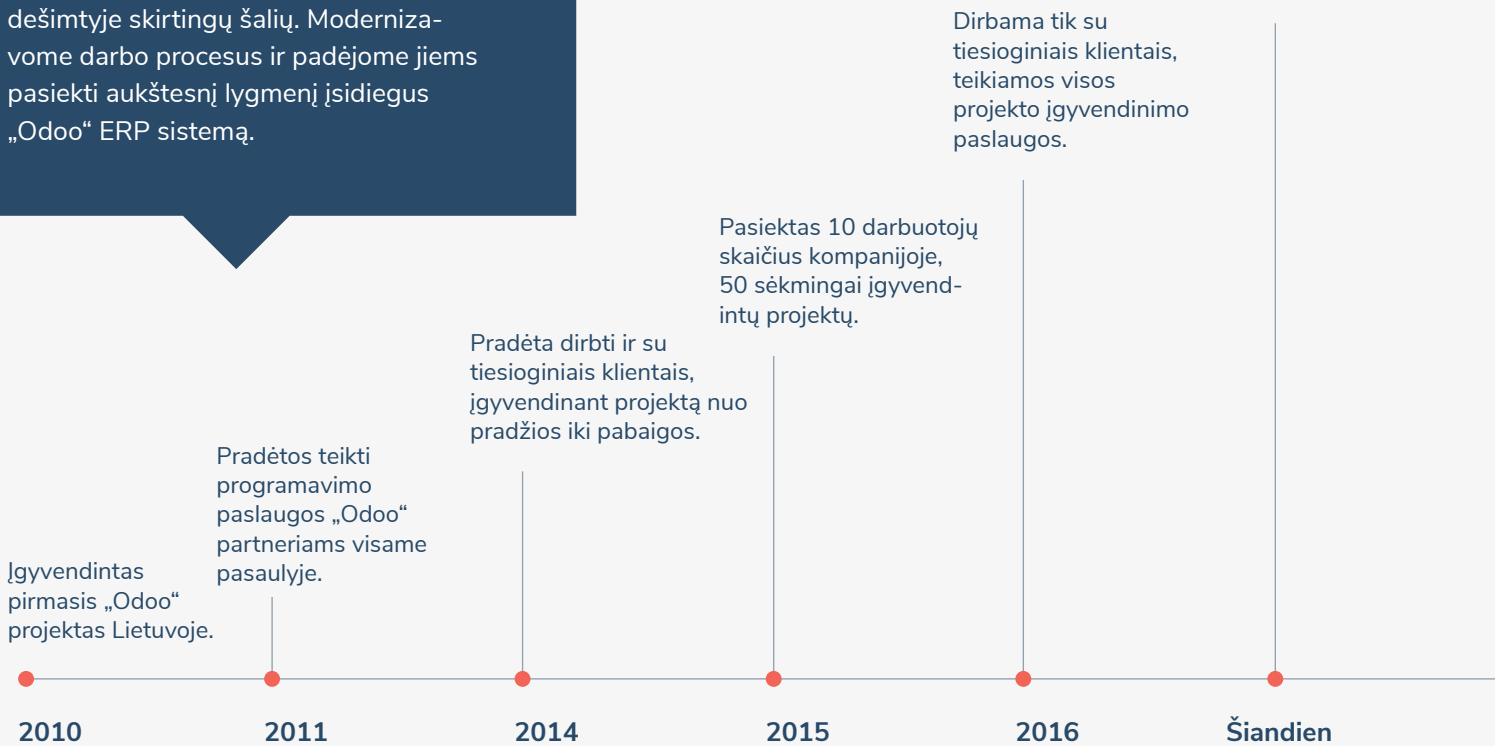 dešimtyje skirtingų šalių. Moderniza-
vome darbo procesus ir padėjome jiems
pasiekti aukštesnį lygmenį įsidiegus
„Odoo“ ERP sistemą.
Įgyvendintas
pirmasis „Odoo“
projektas Lietuvoje.
2010
Pradėtos teikti
programavimo
paslaugos „Odoo“
partneriams visame
pasaulyje.
2011
Pradėta dirbti ir su
tiesioginiais klientais,
įgyvendinant projektą nuo
pradžios iki pabaigos.
2014
Pasiektas 10 darbuotojų
skaičius kompanijoje,
50 sėkmingai įgyvend-
intų projektų.
2015
Dirbama tik su
tiesioginiais klientais,
teikiamos visos
projekto įgyvendinimo
paslaugos.
2016
Šiandien